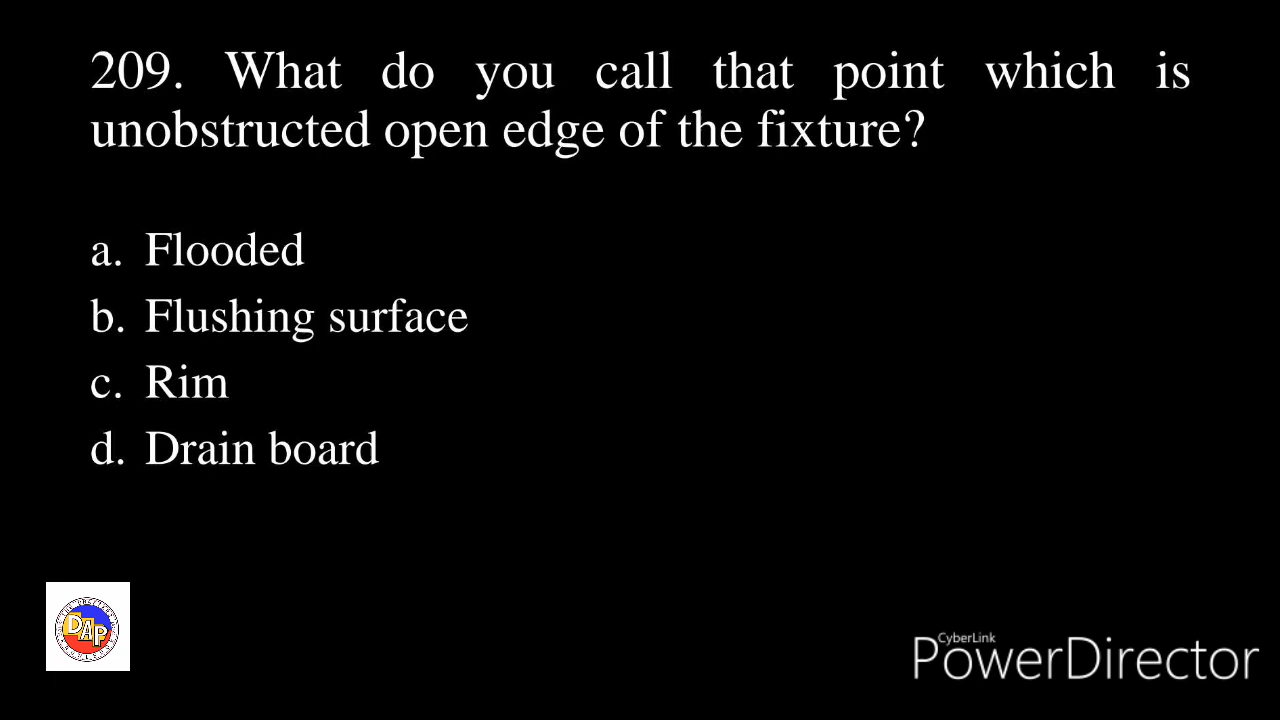 209. What do you call that point which is
unobstructed open edge of the fixture?
a. Flooded
b. Flushing surface
c. Rim
d. Drain board
DAP
CyberLink
PowerDirector